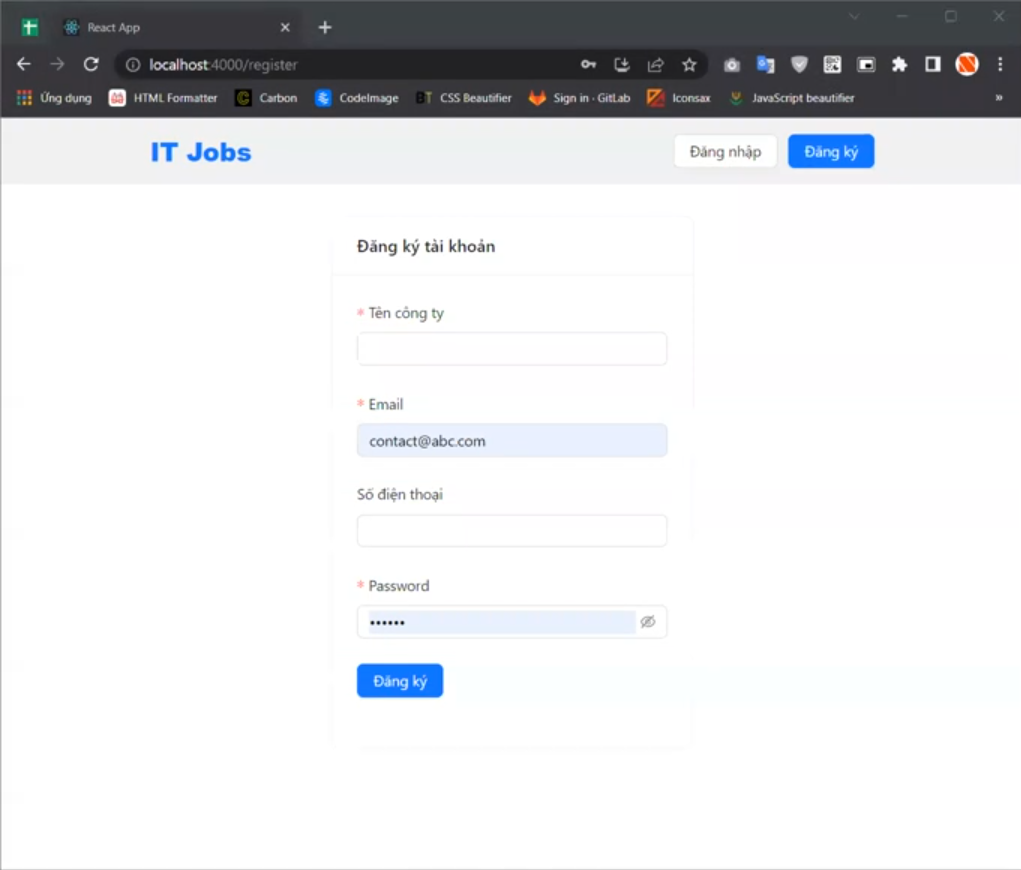 React App
localhost:4000/register
Ứng dụng HTML Formatter Carbon CodeImage BT CSS Beautifier Sign in · GitLab Iconsax JavaScript beautifier »
IT Jobs Đăng nhập Đăng ký
Đăng ký tài khoản
* Tên công ty
* Email
contact@abc.com
Số điện thoại
* Password
••••••
Đăng ký